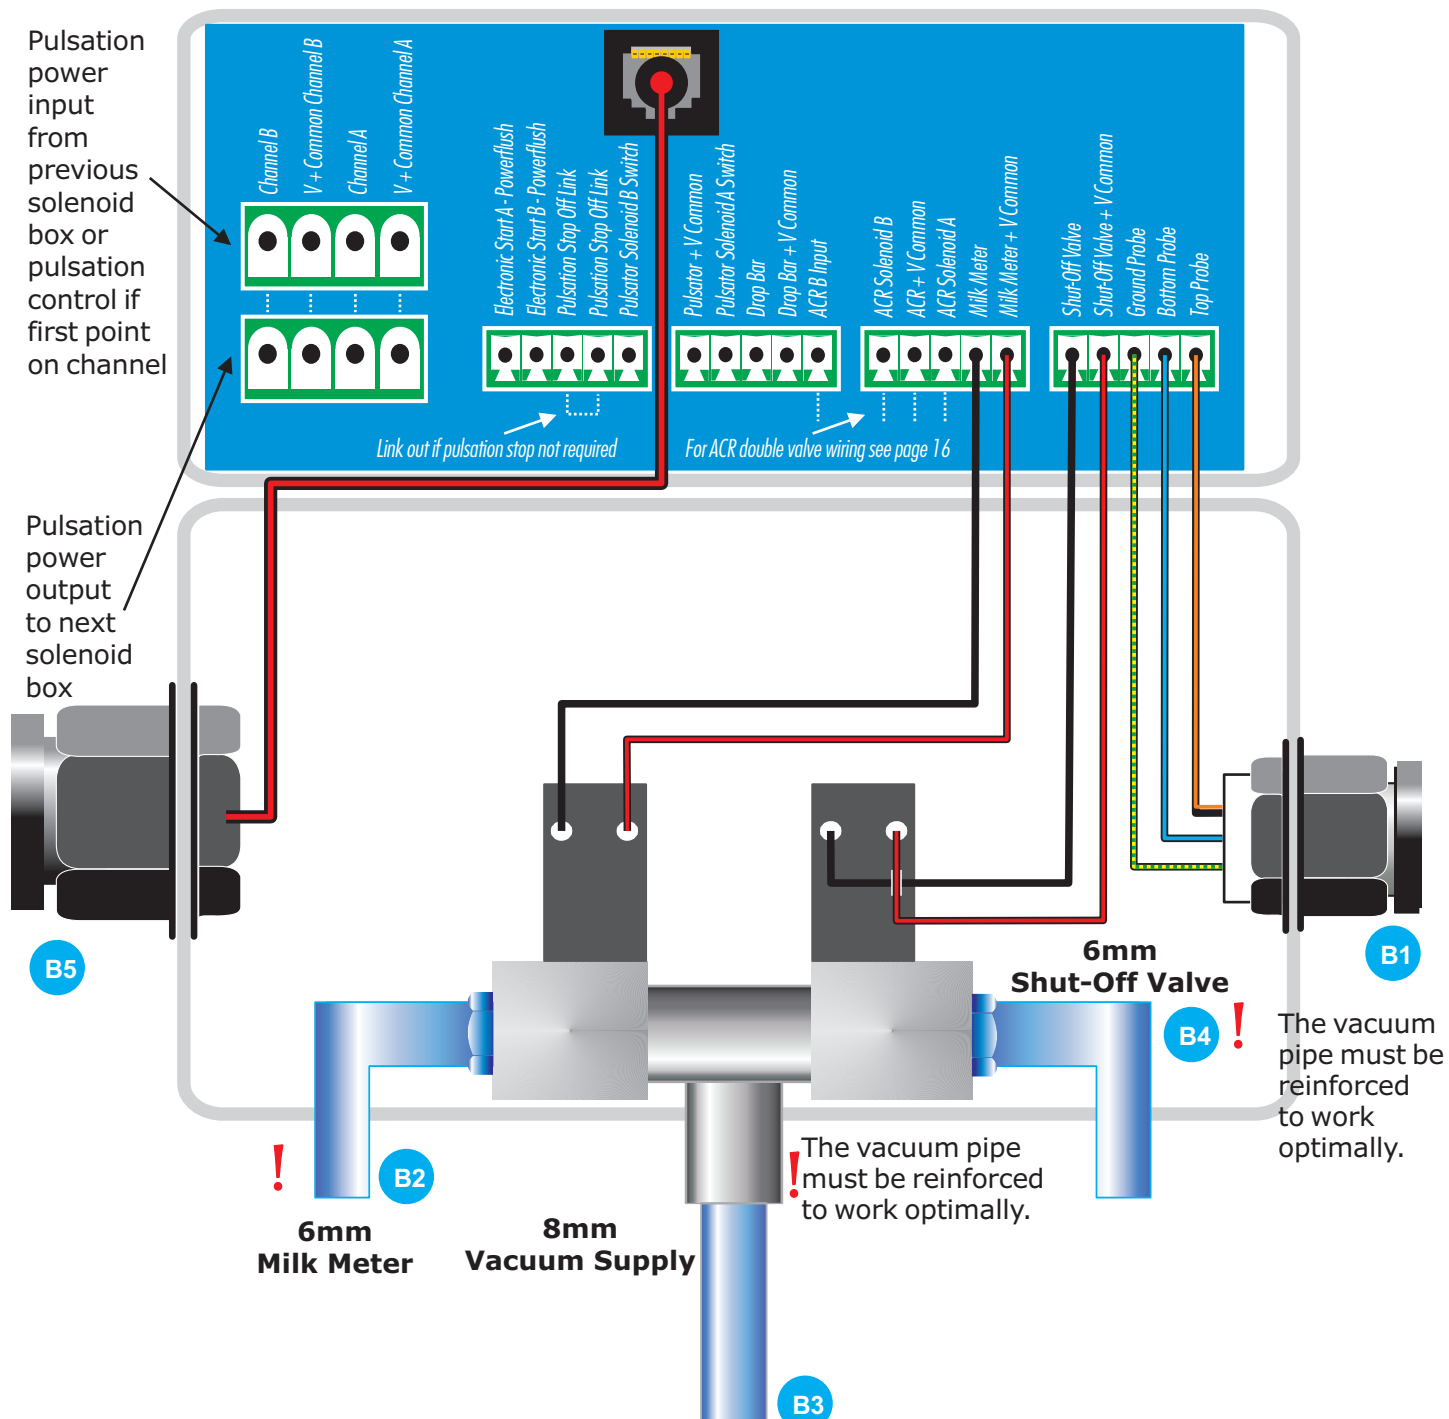 Pulsation
power
input
from
previous
solenoid
box or
pulsation
control if
first point
on channel
Channel B
V + Common Channel B
Channel A
V + Common Channel A
Electronic Start A - Powerflush
Electronic Start B - Powerflush
Pulsation Stop Off Link
Pulsation Stop Off Link
Pulsator Solenoid B Switch
Pulsator + V Common
Pulsator Solenoid A Switch
Drop Bar
Drop Bar + V Common
ACR B Input
ACR Solenoid B
ACR + V Common
ACR Solenoid A
Milk Meter
Milk Meter + V Common
Shut-Off Valve
Shut-Off Valve + V Common
Ground Probe
Bottom Probe
Top Probe
Link out if pulsation stop not required
For ACR double valve wiring see page 16
Pulsation
power
output
to next
solenoid
box
B5
B1
6mm
Shut-Off Valve
B4
!
The vacuum
pipe must be
reinforced
to work
optimally.
!
B2
6mm
Milk Meter
8mm
Vacuum Supply
!
The vacuum pipe
must be reinforced
to work optimally.
B3